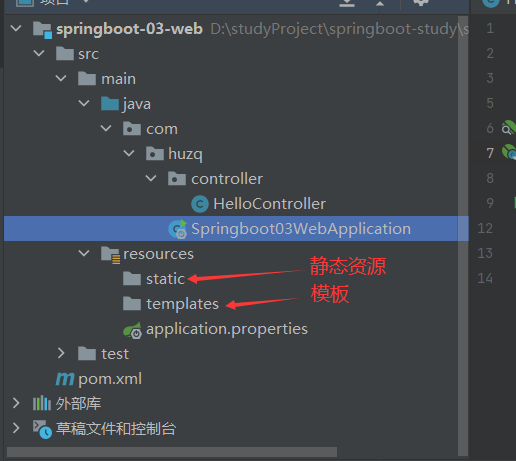 项目
springboot-03-web D:\studyProject\springboot-study\s
src
main
java
com
huzq
controller
HelloController
Springboot03WebApplication
resources
static
静态资源
templates
模板
application.properties
test
pom.xml
外部库
草稿文件和控制台
1
2
3
5
6
7
9
12
13
14